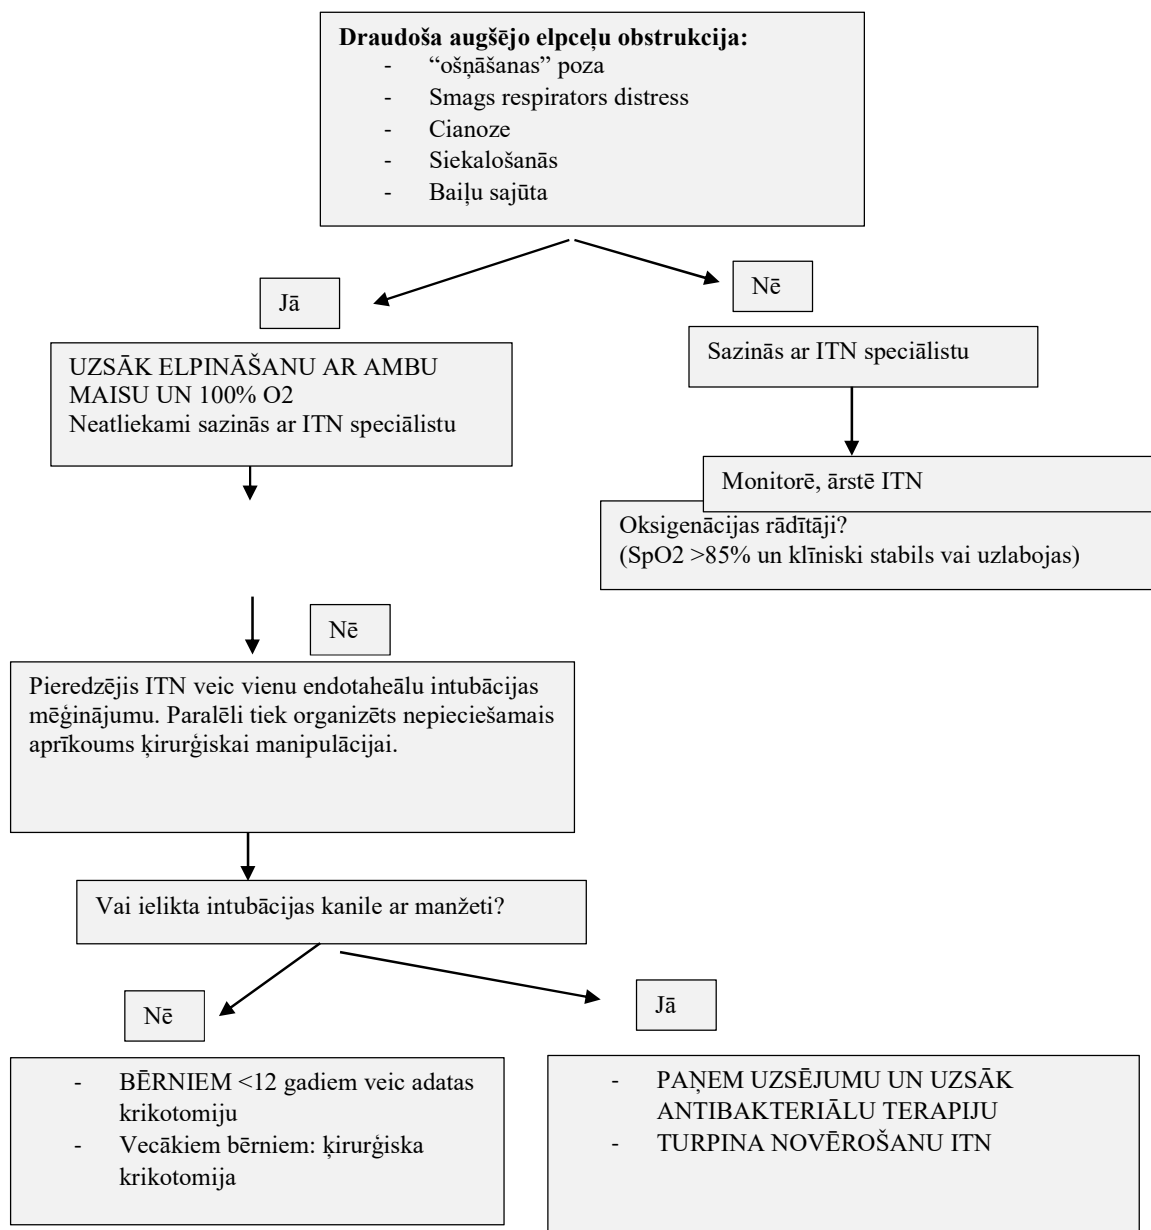 Draudoša augšējo elpceļu obstrukcija:
- “ošņāšanas” poza
- Smags respirators distress
- Cianoze
- Siekalošanās
- Baiļu sajūta
Jā
Nē
UZSĀK ELPINĀŠANU AR AMBU
MAISU UN 100% O2
Neatliekami sazinās ar ITN speciālistu
Sazinās ar ITN speciālistu
Monitorē, ārstē ITN
Oksigenācijas rādītāji?
(SpO2 >85% un klīniski stabils vai uzlabojas)
Nē
Pieredzējis ITN veic vienu endotaheālu intubācijas
mēģinājumu. Paralēli tiek organizēts nepieciešamais
aprīkoums ķirurģiskai manipulācijai.
Vai ielikta intubācijas kanile ar manžeti?
Nē
Jā
- BĒRNIEM <12 gadiem veic adatas
krikotomiju
- Vecākiem bērniem: ķirurģiska
krikotomija
- PAŅEM UZSĒJUMU UN UZSĀK
ANTIBAKTERIĀLU TERAPIJU
- TURPINA NOVĒROŠANU ITN